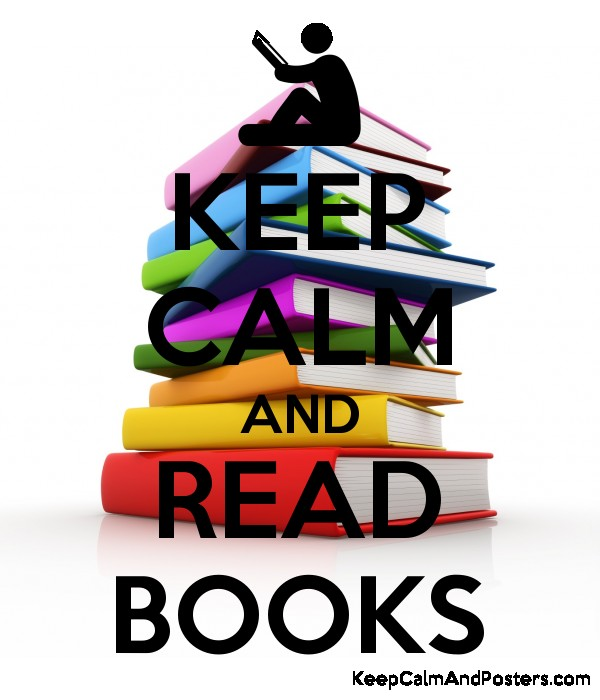 KEEP
CALM
AND
READ
BOOKS
KeepCalmAndPosters.com